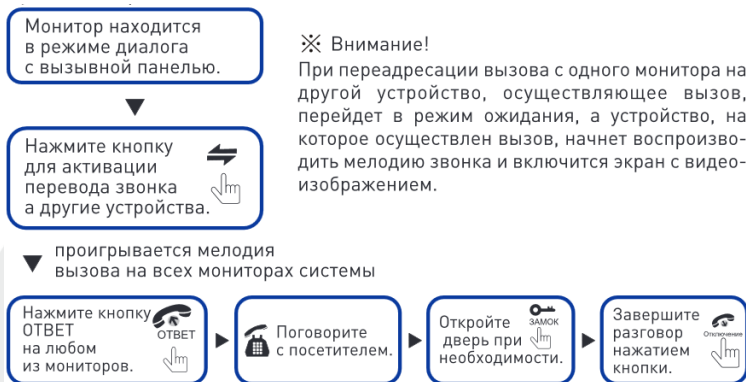 Монитор находится
в режиме диалога
с вызывной панелью.
※ Внимание!
При переадресации вызова с одного монитора на
другой устройство, осуществляющее вызов,
перейдет в режим ожидания, а устройство, на
которое осуществлен вызов, начнет воспроизво-
дить мелодию звонка и включится экран с видео-
изображением.
Нажмите кнопку
для активации
перевода звонка
а другие устройства.
проигрывается мелодия
вызова на всех мониторах системы
Нажмите кнопку
ОТВЕТ
на любом
из мониторов.
ОТВЕТ
Поговорите
с посетителем.
Откройте
дверь при
необходимости.
ЗАМОК
Завершите
разговор
нажатием
кнопки.
Отключение